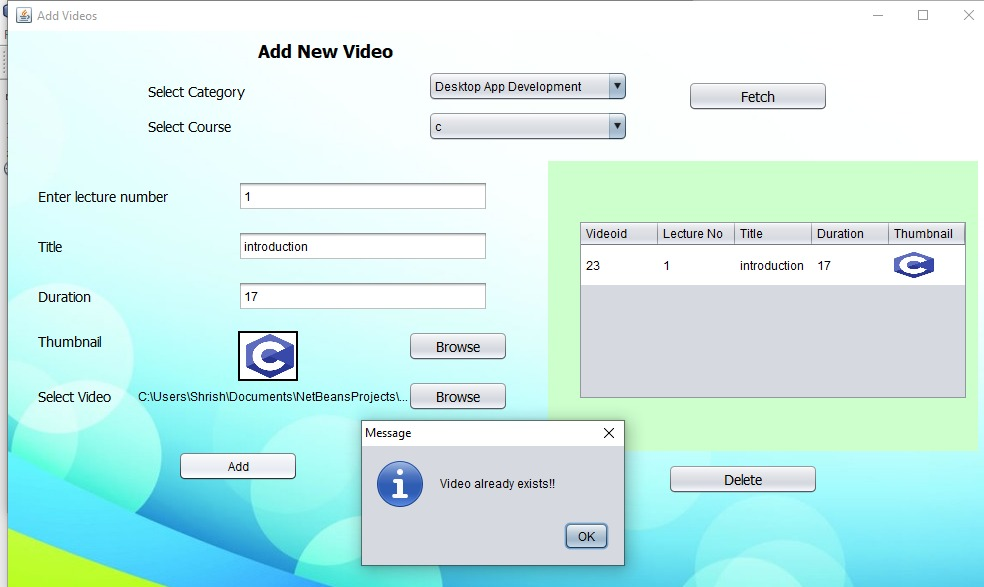 Add Videos
Add New Video
Select Category
Desktop App Development
Fetch
Select Course
c
Enter lecture number
1
Title
introduction
Duration
17
Thumbnail
Browse
Select Video
C:\Users\Shrish\Documents\NetBeansProjects\...
Browse
Add
Videoid Lecture No Title Duration Thumbnail
23 1 introduction 17 C
Delete
Message
Video already exists!!
OK